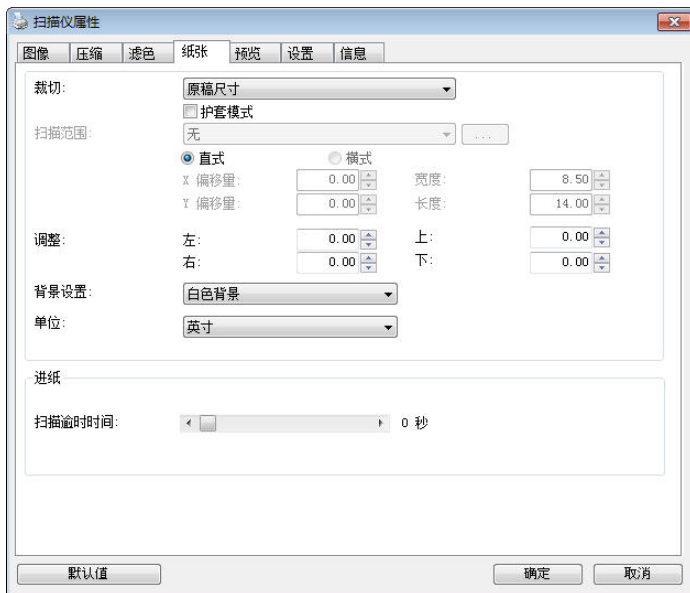 扫描仪属性
图像 压缩 滤色 纸张 预览 设置 信息
裁切: 原稿尺寸
护套模式
扫描范围: 无 ...
直式 横式
X 偏移量: 0.00 宽度: 8.50
Y 偏移量: 0.00 长度: 14.00
调整: 左: 0.00 上: 0.00
右: 0.00 下: 0.00
背景设置: 白色背景
单位: 英寸
进纸
扫描逾时时间: 0 秒
默认值 确定 取消